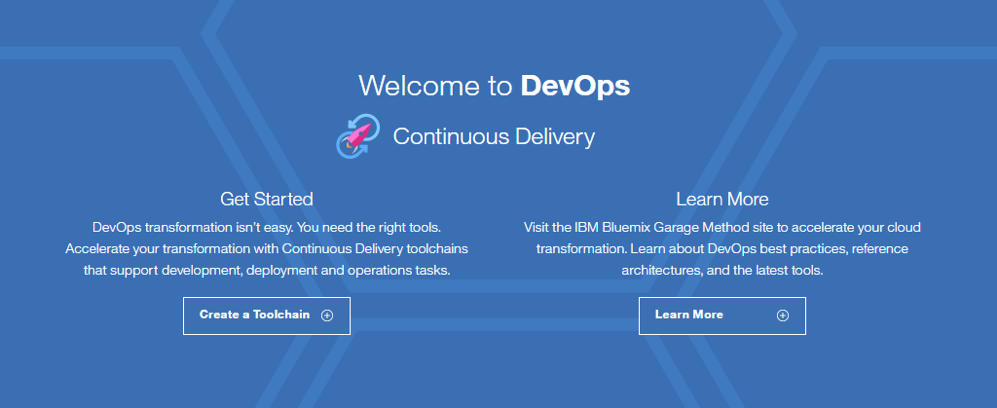 Welcome to DevOps
Continuous Delivery
Get Started
DevOps transformation isn't easy. You need the right tools.
Accelerate your transformation with Continuous Delivery toolchains
that support development, deployment and operations tasks.
Create a Toolchain
Learn More
Visit the IBM Bluemix Garage Method site to accelerate your cloud
transformation. Learn about DevOps best practices, reference
architectures, and the latest tools.
Learn More